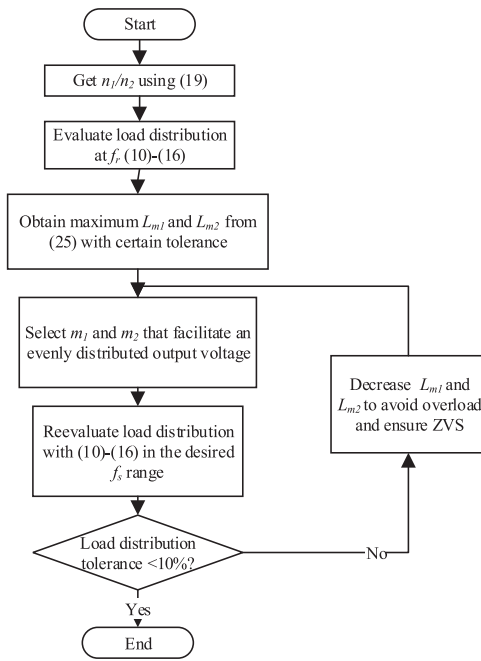 Start
Get n1/n2 using (19)
Evaluate load distribution
at fr (10)-(16)
Obtain maximum Lm1 and Lm2 from
(25) with certain tolerance
Select m1 and m2 that facilitate an
evenly distributed output voltage
Decrease Lm1 and
Lm2 to avoid overload
and ensure ZVS
Reevaluate load distribution
with (10)-(16) in the desired
fs range
Load distribution
tolerance <10%?
No
Yes
End